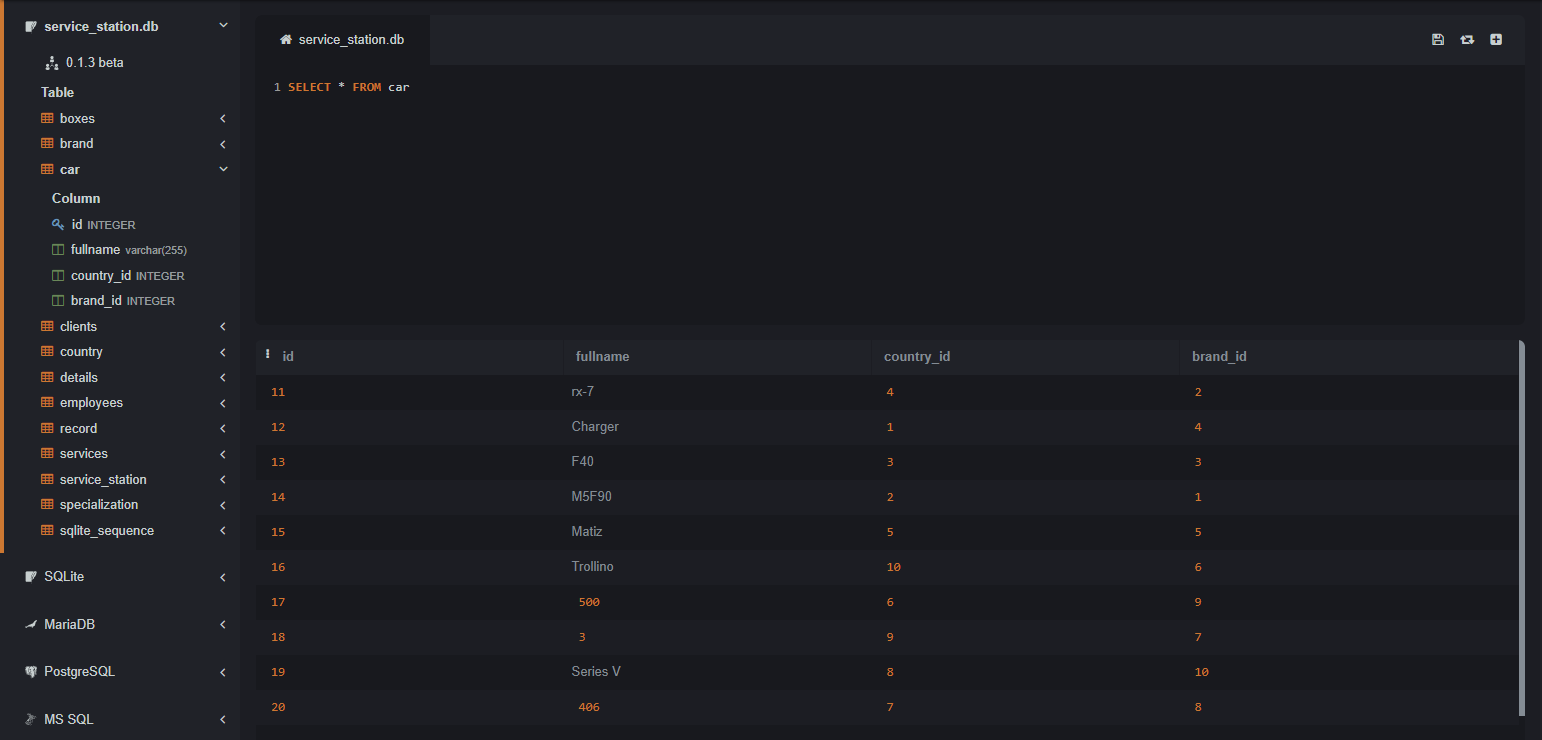 service_station.db
0.1.3 beta
Table
boxes
brand
car
Column
id INTEGER
fullname varchar(255)
country_id INTEGER
brand_id INTEGER
clients
country
details
employees
record
services
service_station
specialization
sqlite_sequence
SQLite
MariaDB
PostgreSQL
MS SQL
service_station.db
1 SELECT * FROM car
id fullname country_id brand_id
11 rx-7 4 2
12 Charger 1 4
13 F40 3 3
14 M5F90 2 1
15 Matiz 5 5
16 Trollino 10 6
17 500 6 9
18 3 9 7
19 Series V 8 10
20 406 7 8